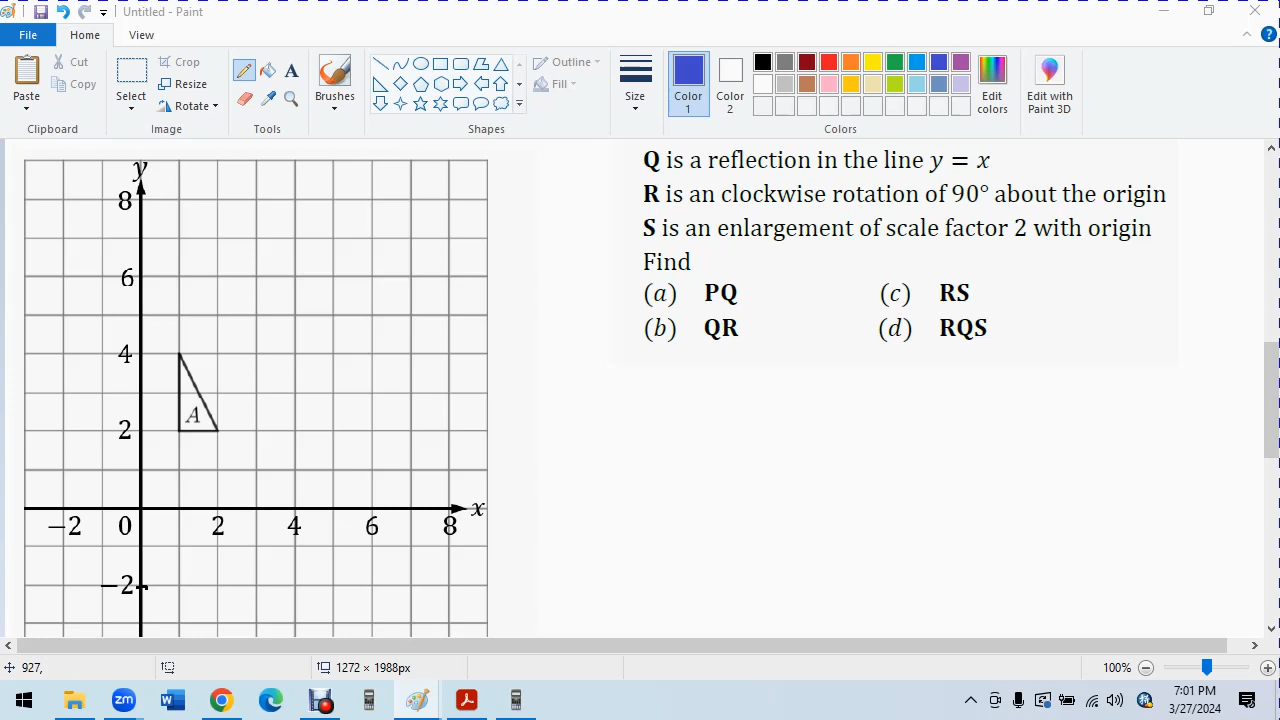 Untitled - Paint
File Home View
Paste
Cut
Copy
Clipboard
Select
Crop
Resize
Rotate
Image
A
Tools
Brushes
Shapes
Outline
Fill
Size
Color 1
Color 2
Edit colors
Colors
Edit with Paint 3D
y
8
6
4
2
A
−2 0 2 4 6 8 x
−2
Q is a reflection in the line y = x
R is an clockwise rotation of 90° about the origin
S is an enlargement of scale factor 2 with origin
Find
(a) PQ (c) RS
(b) QR (d) RQS
927,
1272 × 1988px
100%
zm
W
7:01 PM
3/27/2024